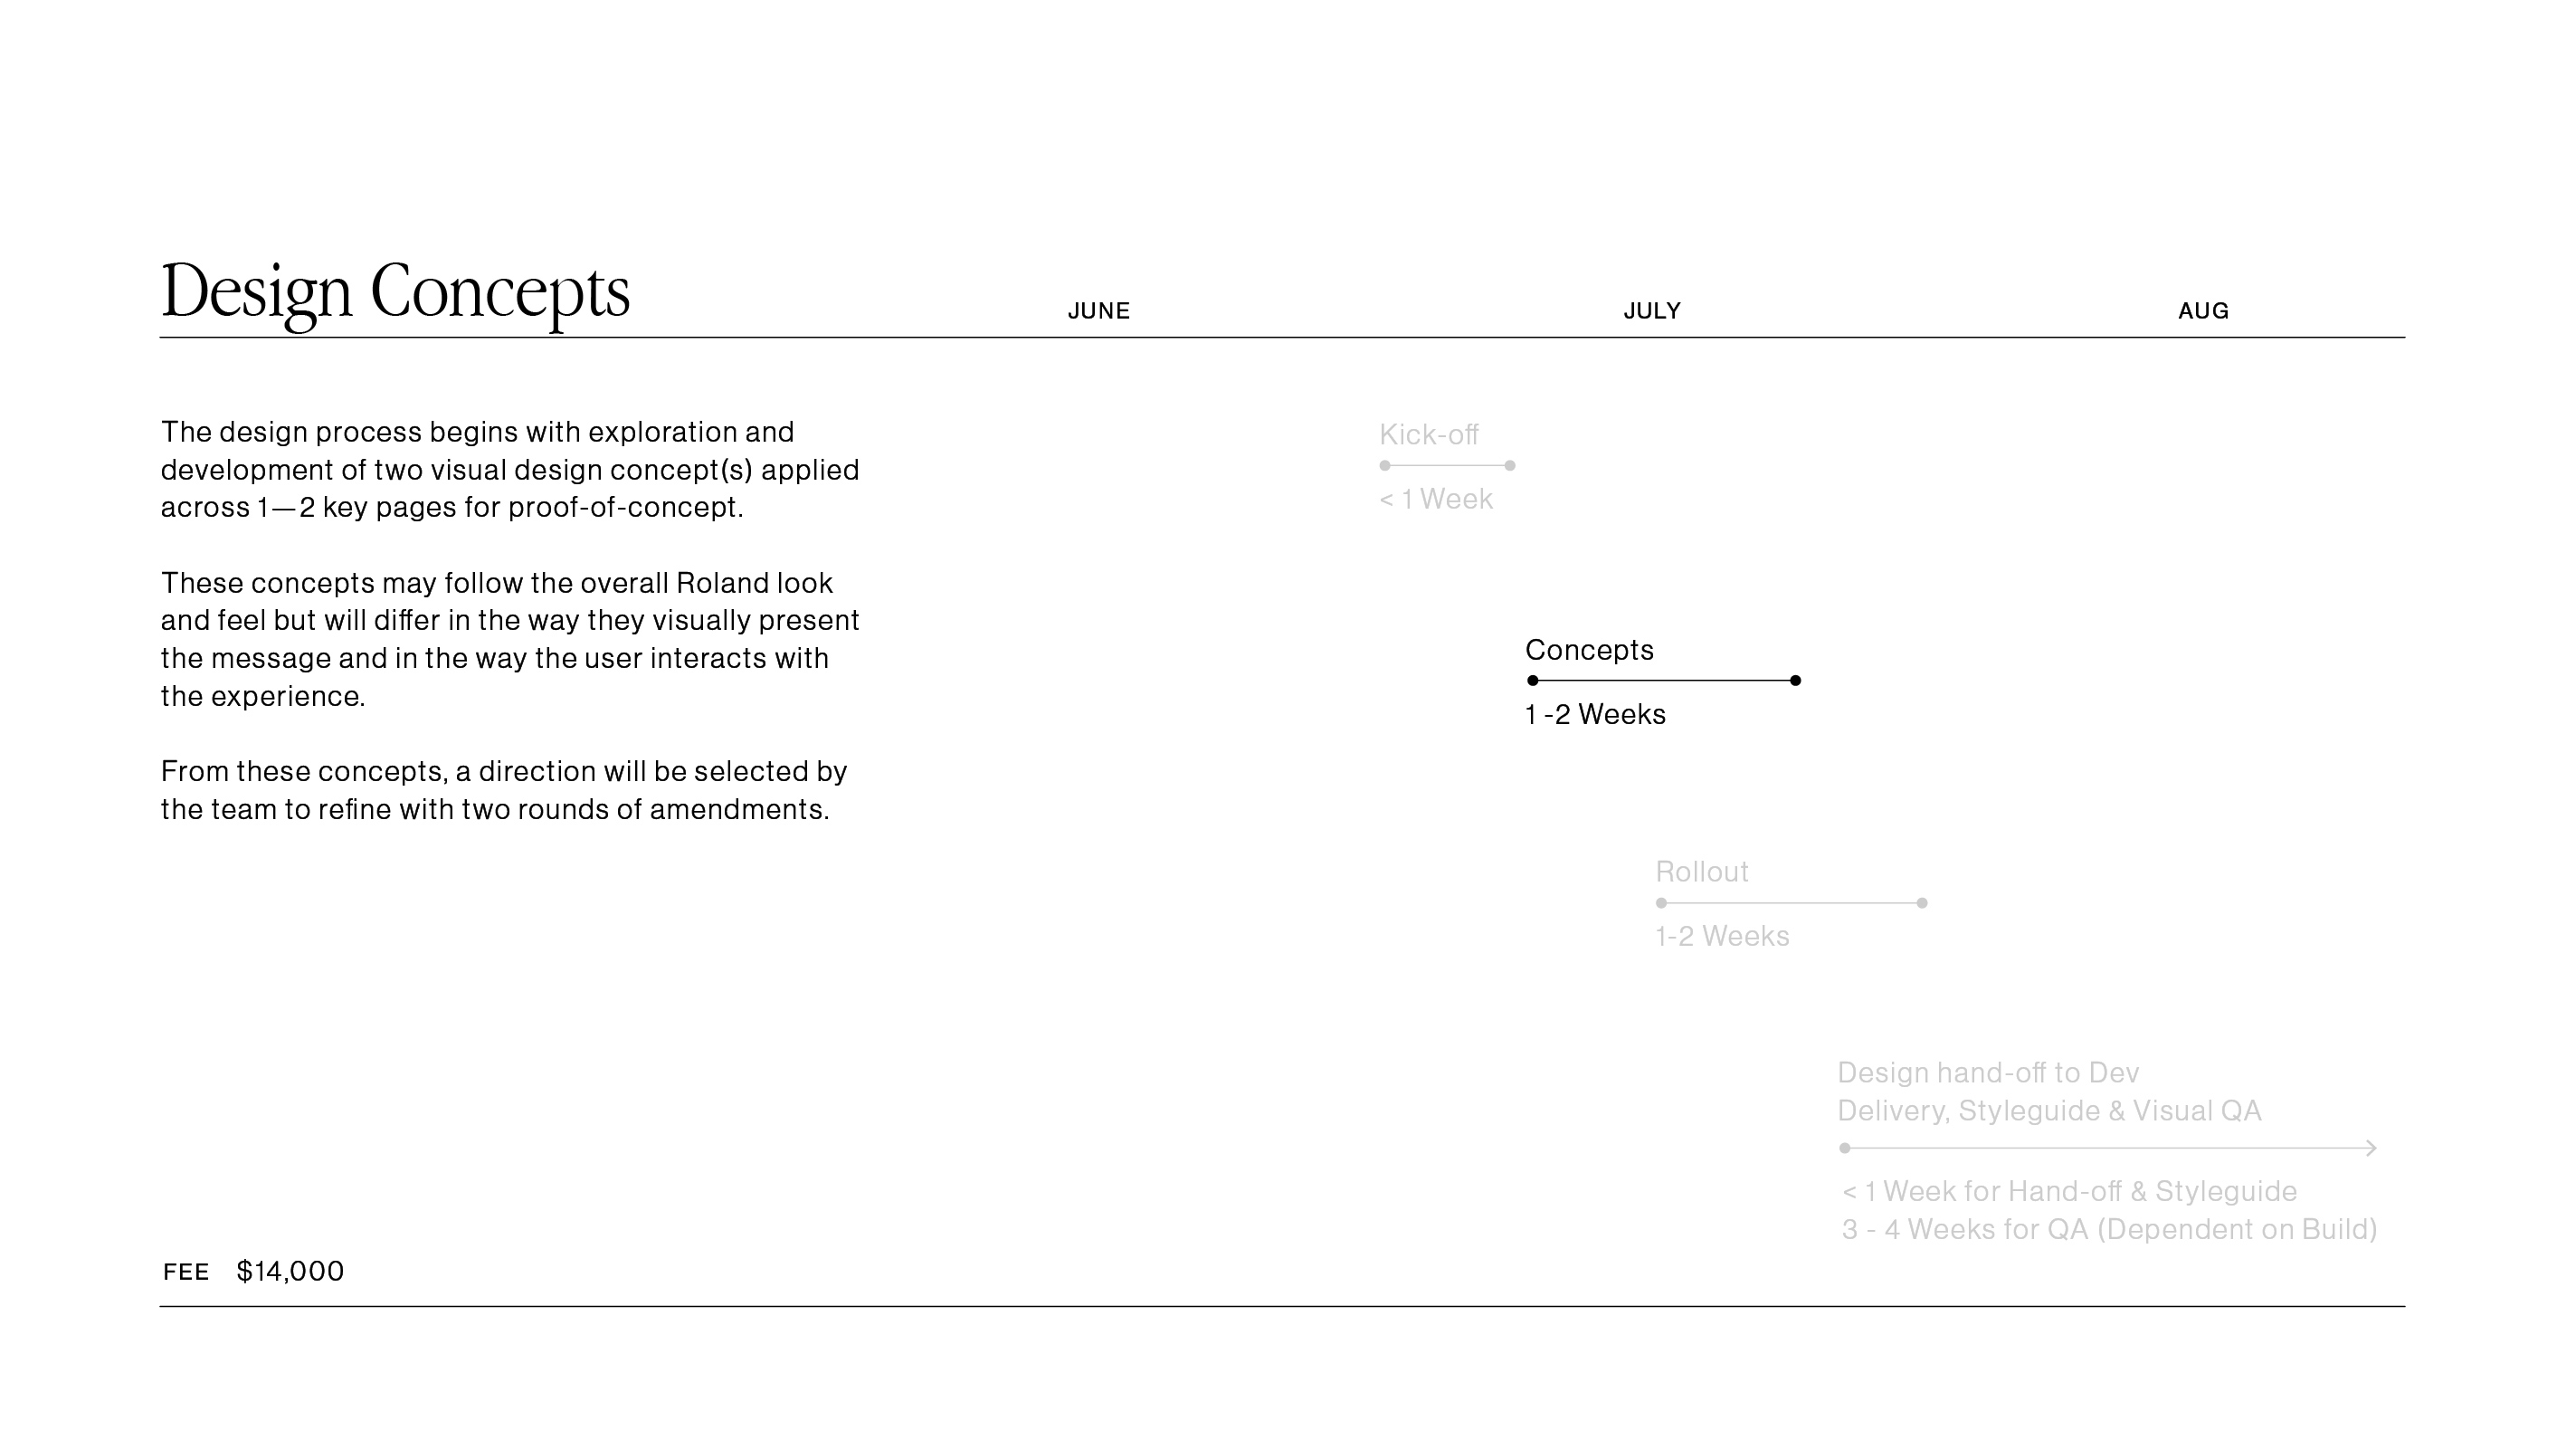 Design Concepts
JUNE
JULY
AUG
The design process begins with exploration and
development of two visual design concept(s) applied
across 1—2 key pages for proof-of-concept.
These concepts may follow the overall Roland look
and feel but will differ in the way they visually present
the message and in the way the user interacts with
the experience.
From these concepts, a direction will be selected by
the team to refine with two rounds of amendments.
FEE $14,000
Kick-off
< 1 Week
Concepts
1 -2 Weeks
Rollout
1-2 Weeks
Design hand-off to Dev
Delivery, Styleguide & Visual QA
< 1 Week for Hand-off & Styleguide
3 - 4 Weeks for QA (Dependent on Build)